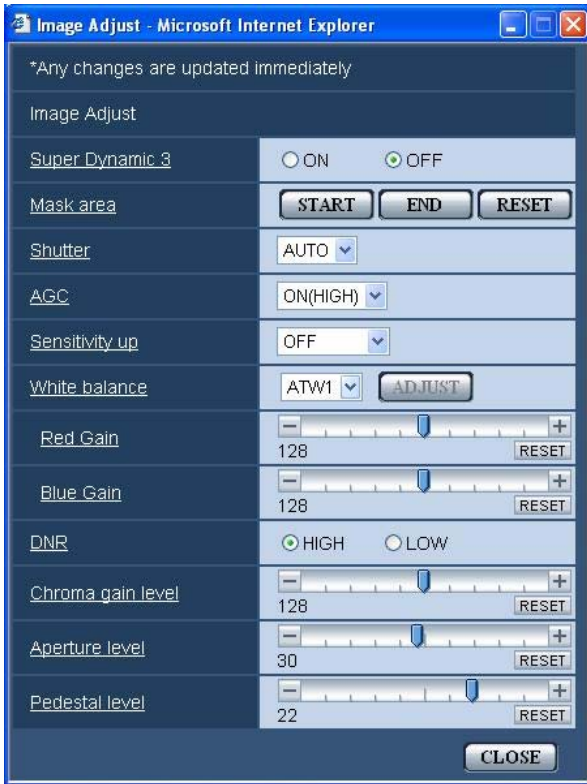 Image Adjust - Microsoft Internet Explorer
*Any changes are updated immediately
Image Adjust
Super Dynamic 3 ON OFF
Mask area START END RESET
Shutter AUTO
AGC ON(HIGH)
Sensitivity up OFF
White balance ATW1 ADJUST
Red Gain 128 RESET
Blue Gain 128 RESET
DNR HIGH LOW
Chroma gain level 128 RESET
Aperture level 30 RESET
Pedestal level 22 RESET
CLOSE